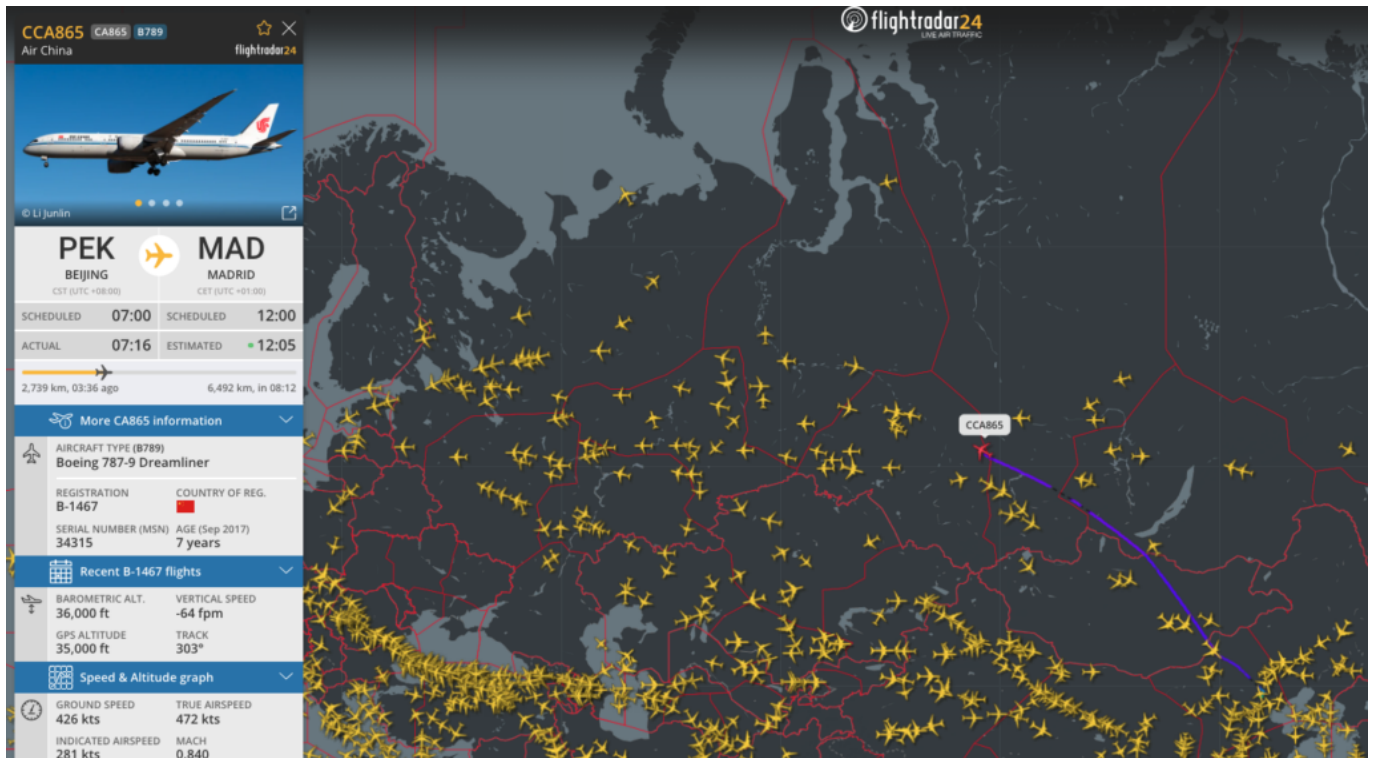 CCA865 CA865 B789
Air China
flightradar24
© Li Junlin
PEK MAD
BEIJING MADRID
CST (UTC +08:00) CET (UTC +01:00)
SCHEDULED 07:00 SCHEDULED 12:00
ACTUAL 07:16 ESTIMATED 12:05
2,739 km, 03:36 ago 6,492 km, in 08:12
More CA865 information
AIRCRAFT TYPE (B789)
Boeing 787-9 Dreamliner
REGISTRATION COUNTRY OF REG.
B-1467
SERIAL NUMBER (MSN) AGE (Sep 2017)
34315 7 years
Recent B-1467 flights
BAROMETRIC ALT. VERTICAL SPEED
36,000 ft -64 fpm
GPS ALTITUDE TRACK
35,000 ft 303°
Speed & Altitude graph
GROUND SPEED TRUE AIRSPEED
426 kts 472 kts
INDICATED AIRSPEED MACH
281 kts 0.840
flightradar24
LIVE AIR TRAFFIC
CCA865